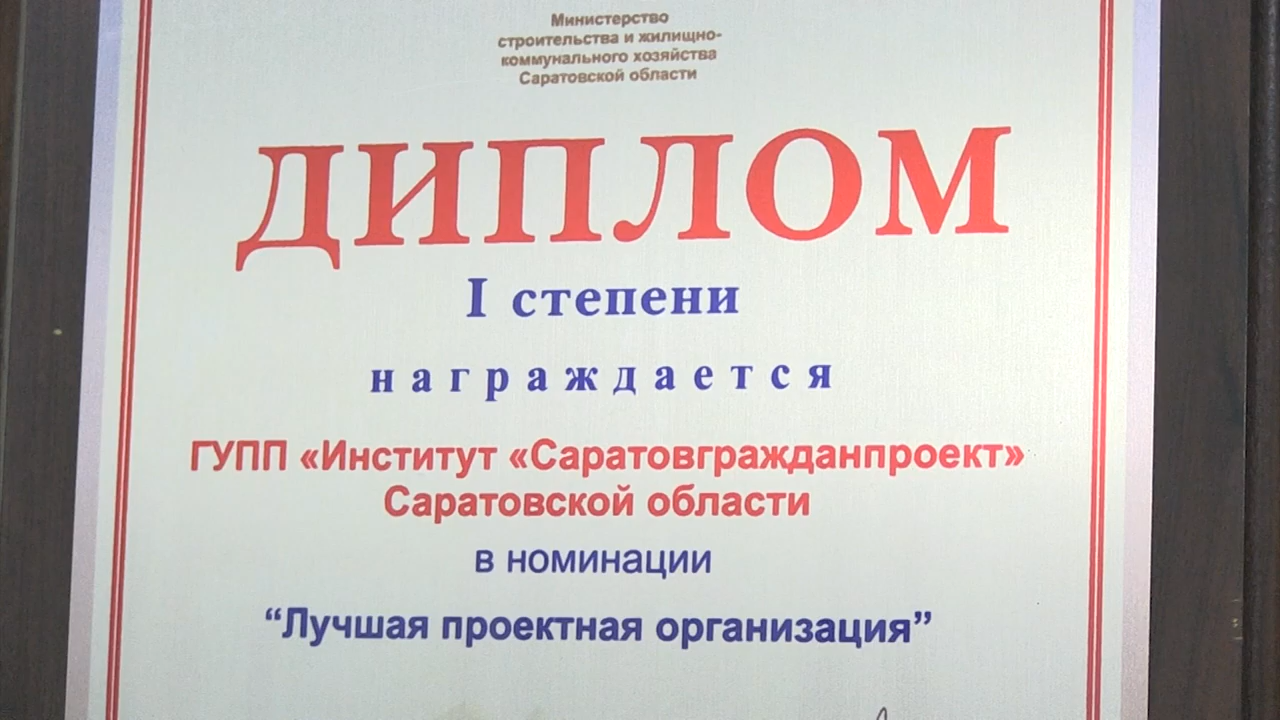 Министерство
строительства и жилищно-
коммунального хозяйства
Саратовской области
ДИПЛОМ
I степени
награждается
ГУПП «Институт «Саратовгражданпроект»
Саратовской области
в номинации
“Лучшая проектная организация”